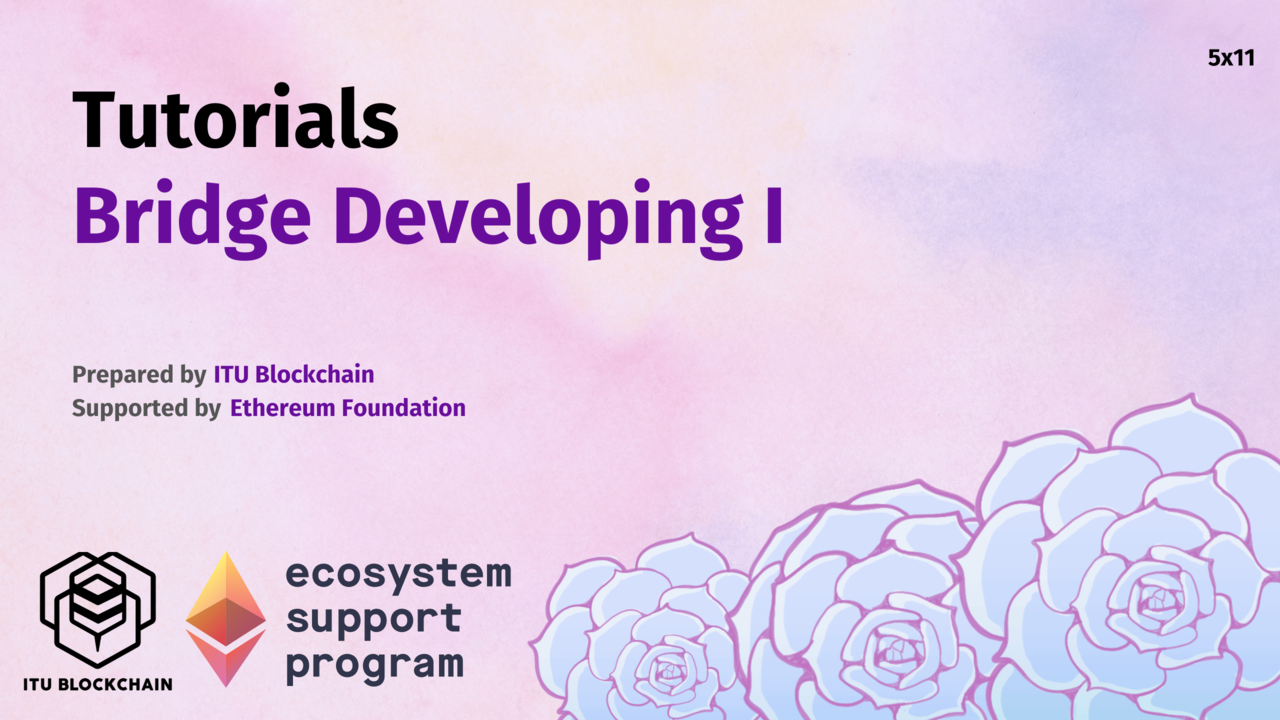 5x11
Tutorials
Bridge Developing I
Prepared by ITU Blockchain
Supported by Ethereum Foundation
ITU BLOCKCHAIN
ecosystem
support
program